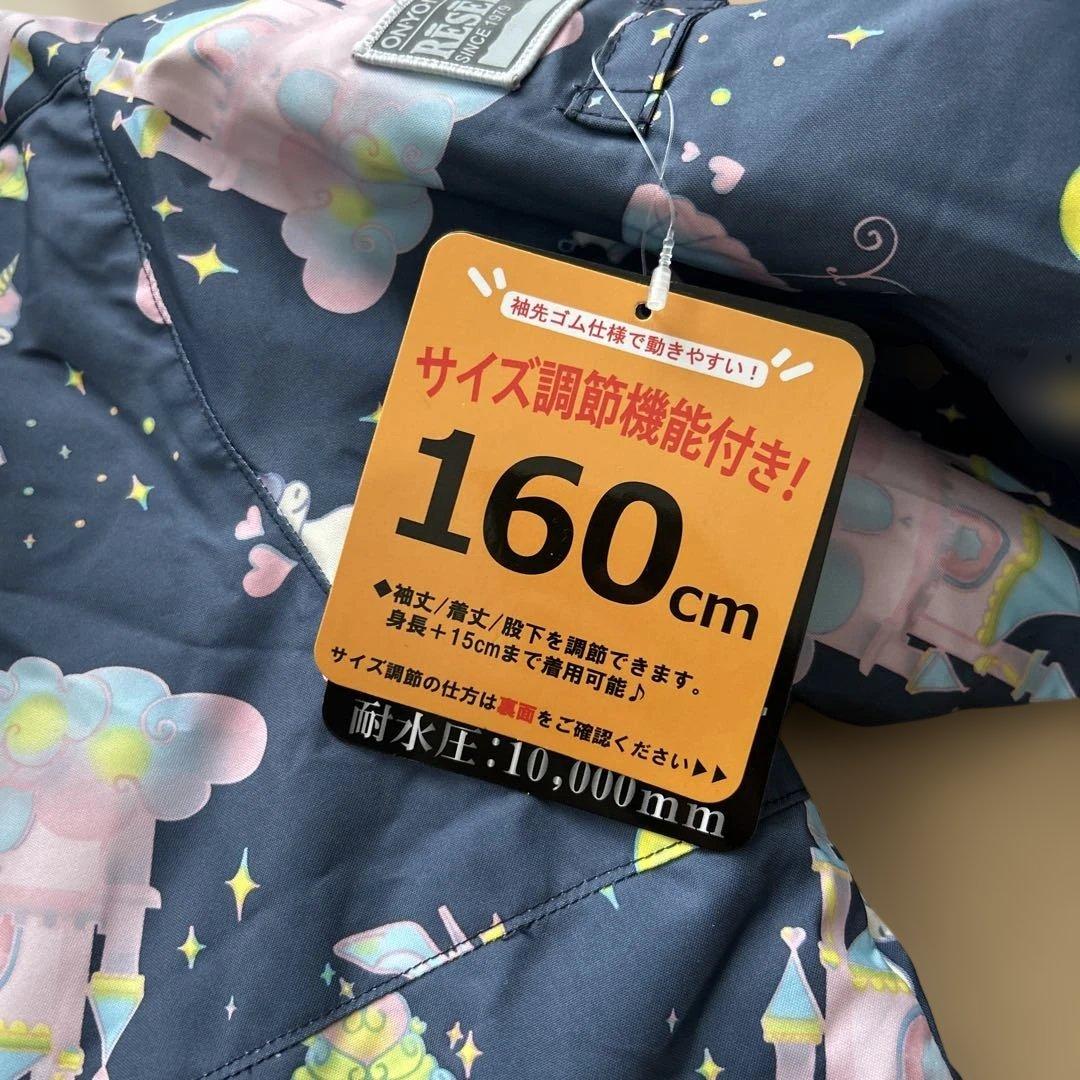 ONYO
RESE
SINCE 1979
袖先ゴム仕様で動きやすい!
サイズ調節機能付き!
160cm
◆袖丈/着丈/股下を調節できます。
身長+15cmまで着用可能♪
サイズ調節の仕方は裏面をご確認ください▶▶
耐水圧:10,000mm